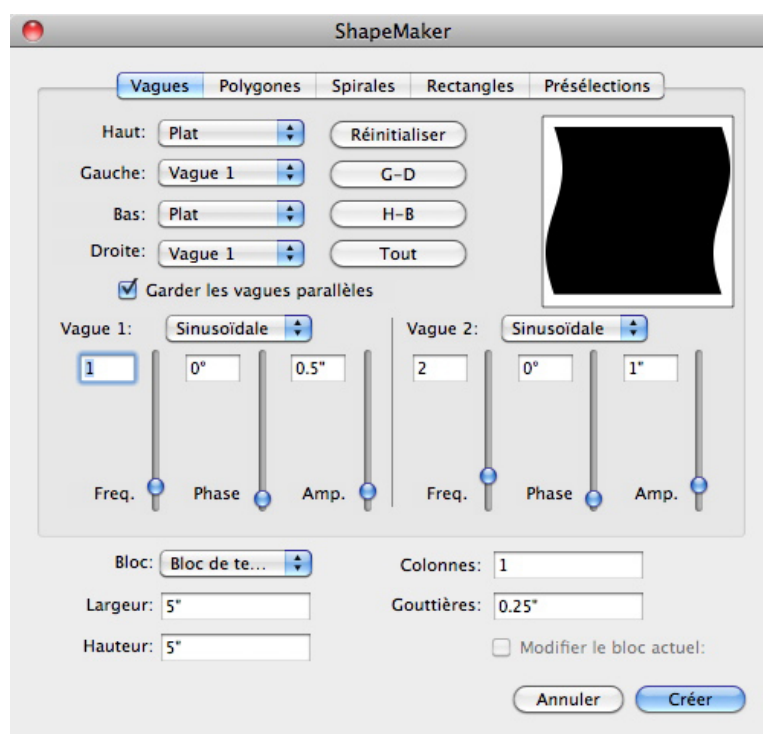 ShapeMaker
Vagues Polygones Spirales Rectangles Présélections
Haut: Plat Réinitialiser
Gauche: Vague 1 G-D
Bas: Plat H-B
Droite: Vague 1 Tout
Garder les vagues parallèles
Vague 1: Sinusoïdale Vague 2: Sinusoïdale
1 0° 0.5" 2 0° 1"
Freq. Phase Amp. Freq. Phase Amp.
Bloc: Bloc de te... Colonnes: 1
Largeur: 5" Gouttières: 0.25"
Hauteur: 5" Modifier le bloc actuel:
Annuler Créer